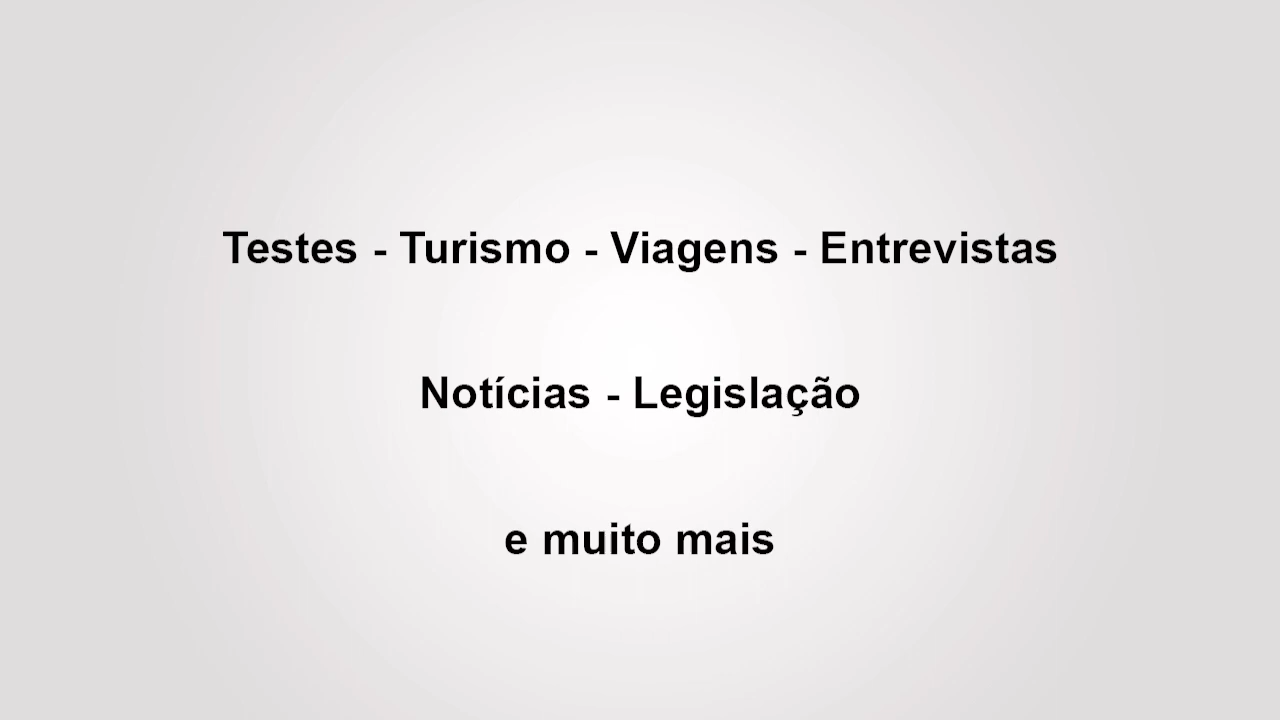 Testes - Turismo - Viagens - Entrevistas
Notícias - Legislação
e muito mais